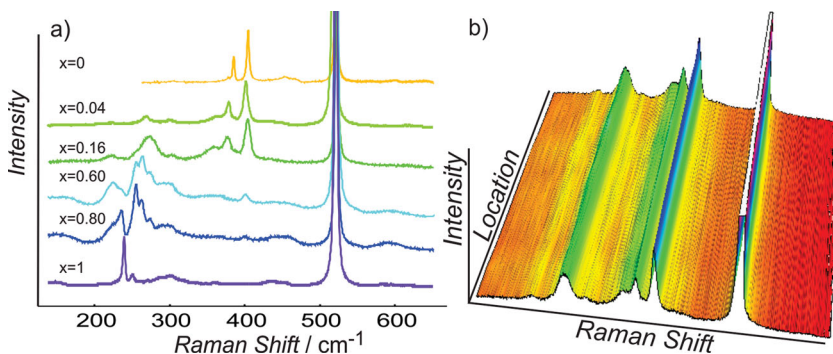 a)
x=0
x=0.04
x=0.16
x=0.60
x=0.80
x=1
Intensity
200 300 400 500 600
Raman Shift / cm-1
b)
Location
Intensity
Raman Shift